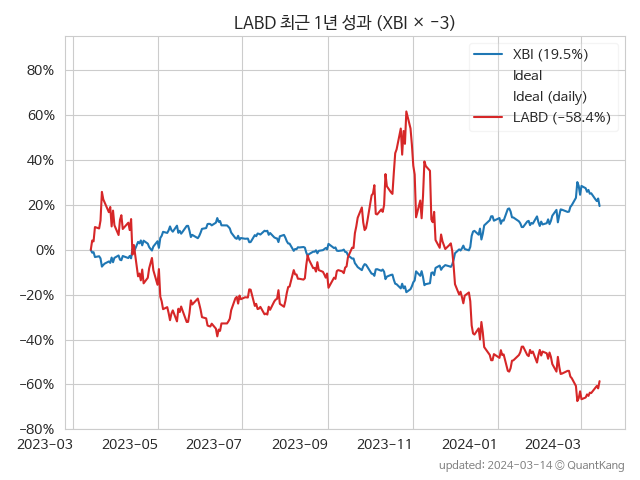 LABD 최근 1년 성과 (XBI × −3)
XBI (19.5%)
Ideal
Ideal (daily)
LABD (−58.4%)
80%
60%
40%
20%
0%
−20%
−40%
−60%
−80%
2023-03 2023-05 2023-07 2023-09 2023-11 2024-01 2024-03
updated: 2024-03-14 © QuantKang